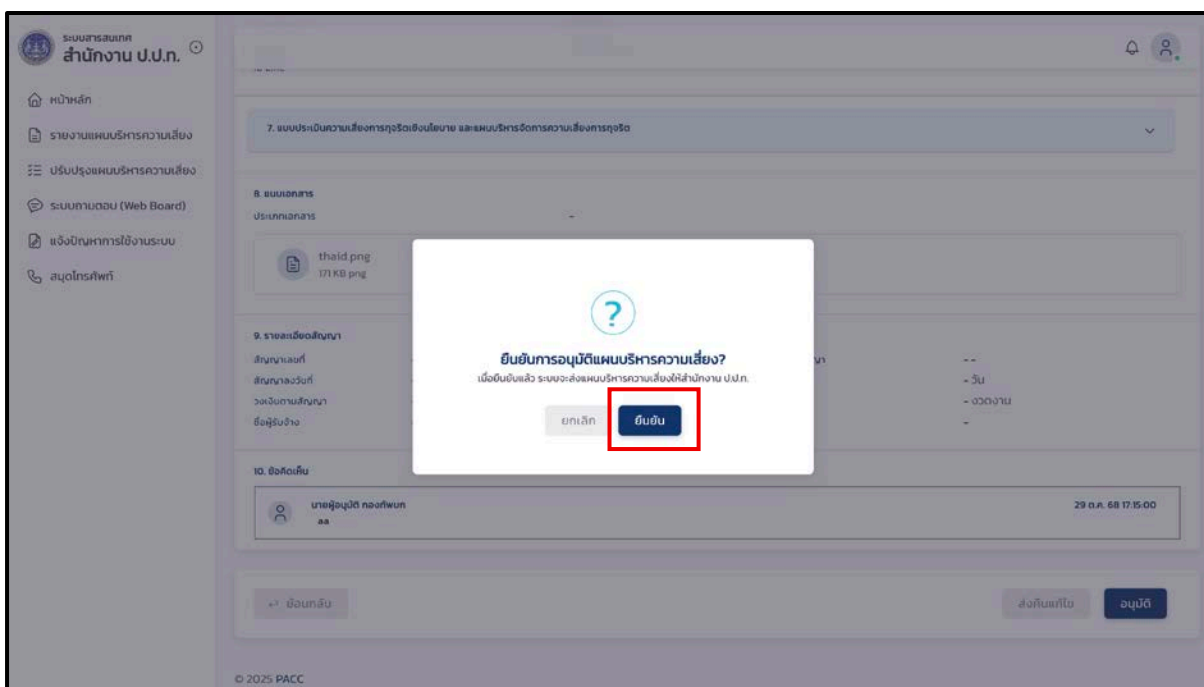 ระบบสารสนเทศ
สำนักงาน ป.ป.ท.
หน้าหลัก
รายงานแผนบริหารความเสี่ยง
ปรับปรุงแผนบริหารความเสี่ยง
ระบบถามตอบ (Web Board)
แจ้งปัญหาการใช้งานระบบ
สมุดโทรศัพท์
7. แบบประเมินความเสี่ยงการทุจริตเชิงนโยบาย และแผนบริหารจัดการความเสี่ยงการทุจริต
8. แนบเอกสาร
ประเภทเอกสาร -
thaid.png
171 KB png
9. รายละเอียดสัญญา
สัญญาเลขที่ - -
สัญญาลงวันที่ - วัน
วงเงินตามสัญญา - งวดงาน
ชื่อผู้รับจ้าง -
?
ยืนยันการอนุมัติแผนบริหารความเสี่ยง?
เมื่อยืนยันแล้ว ระบบจะส่งแผนบริหารความเสี่ยงให้สำนักงาน ป.ป.ท.
ยกเลิก ยืนยัน
10. ข้อคิดเห็น
นายผู้อนุมัติ กองทัพบก 29 ต.ค. 68 17:15:00
aa
ย้อนกลับ ส่งคืนแก้ไข อนุมัติ
© 2025 PACC